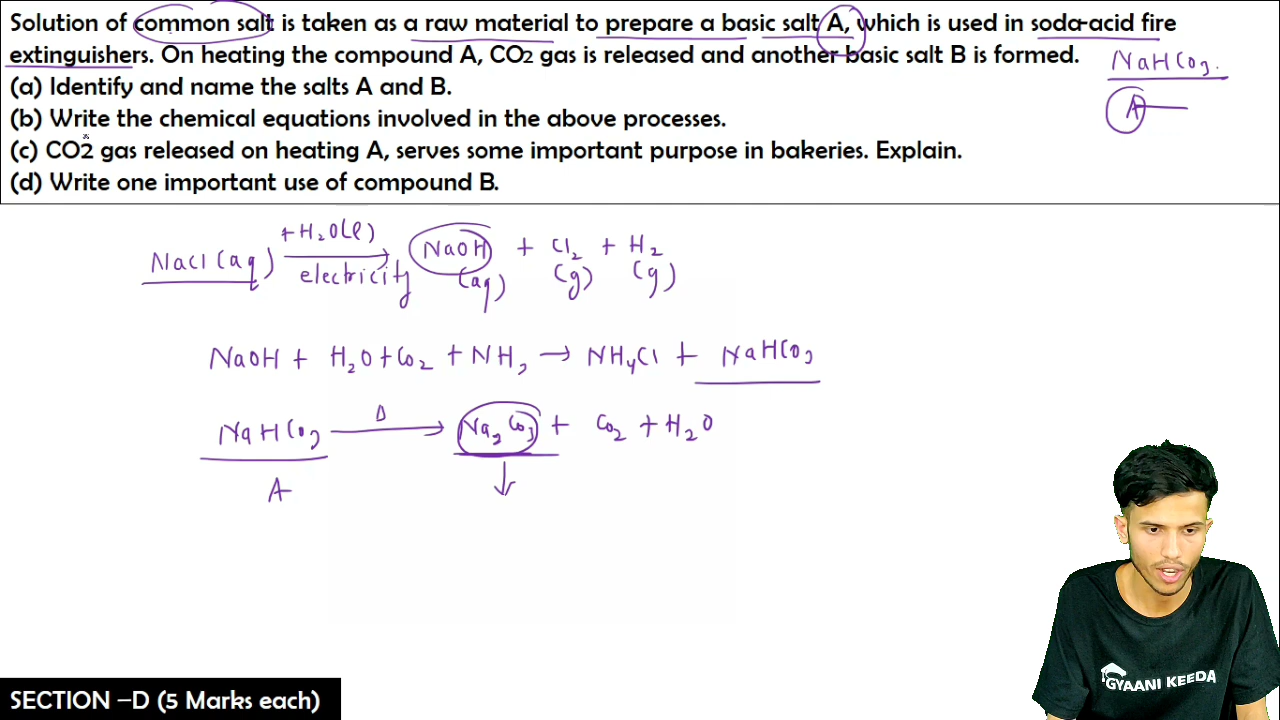 Solution of common salt is taken as a raw material to prepare a basic salt A, which is used in soda-acid fire
extinguishers. On heating the compound A, CO2 gas is released and another basic salt B is formed.
(a) Identify and name the salts A and B.
(b) Write the chemical equations involved in the above processes.
(c) CO2 gas released on heating A, serves some important purpose in bakeries. Explain.
(d) Write one important use of compound B.
NaHCO3.
A
+H2O(l)
NaCl(aq) → NaOH + Cl2 + H2
electricity (aq) (g) (g)
NaOH + H2O+CO2 + NH3 → NH4Cl + NaHCO3
Δ
NaHCO3 → Na2CO3 + CO2 + H2O
A
GYAANI KEEDA
SECTION –D (5 Marks each)